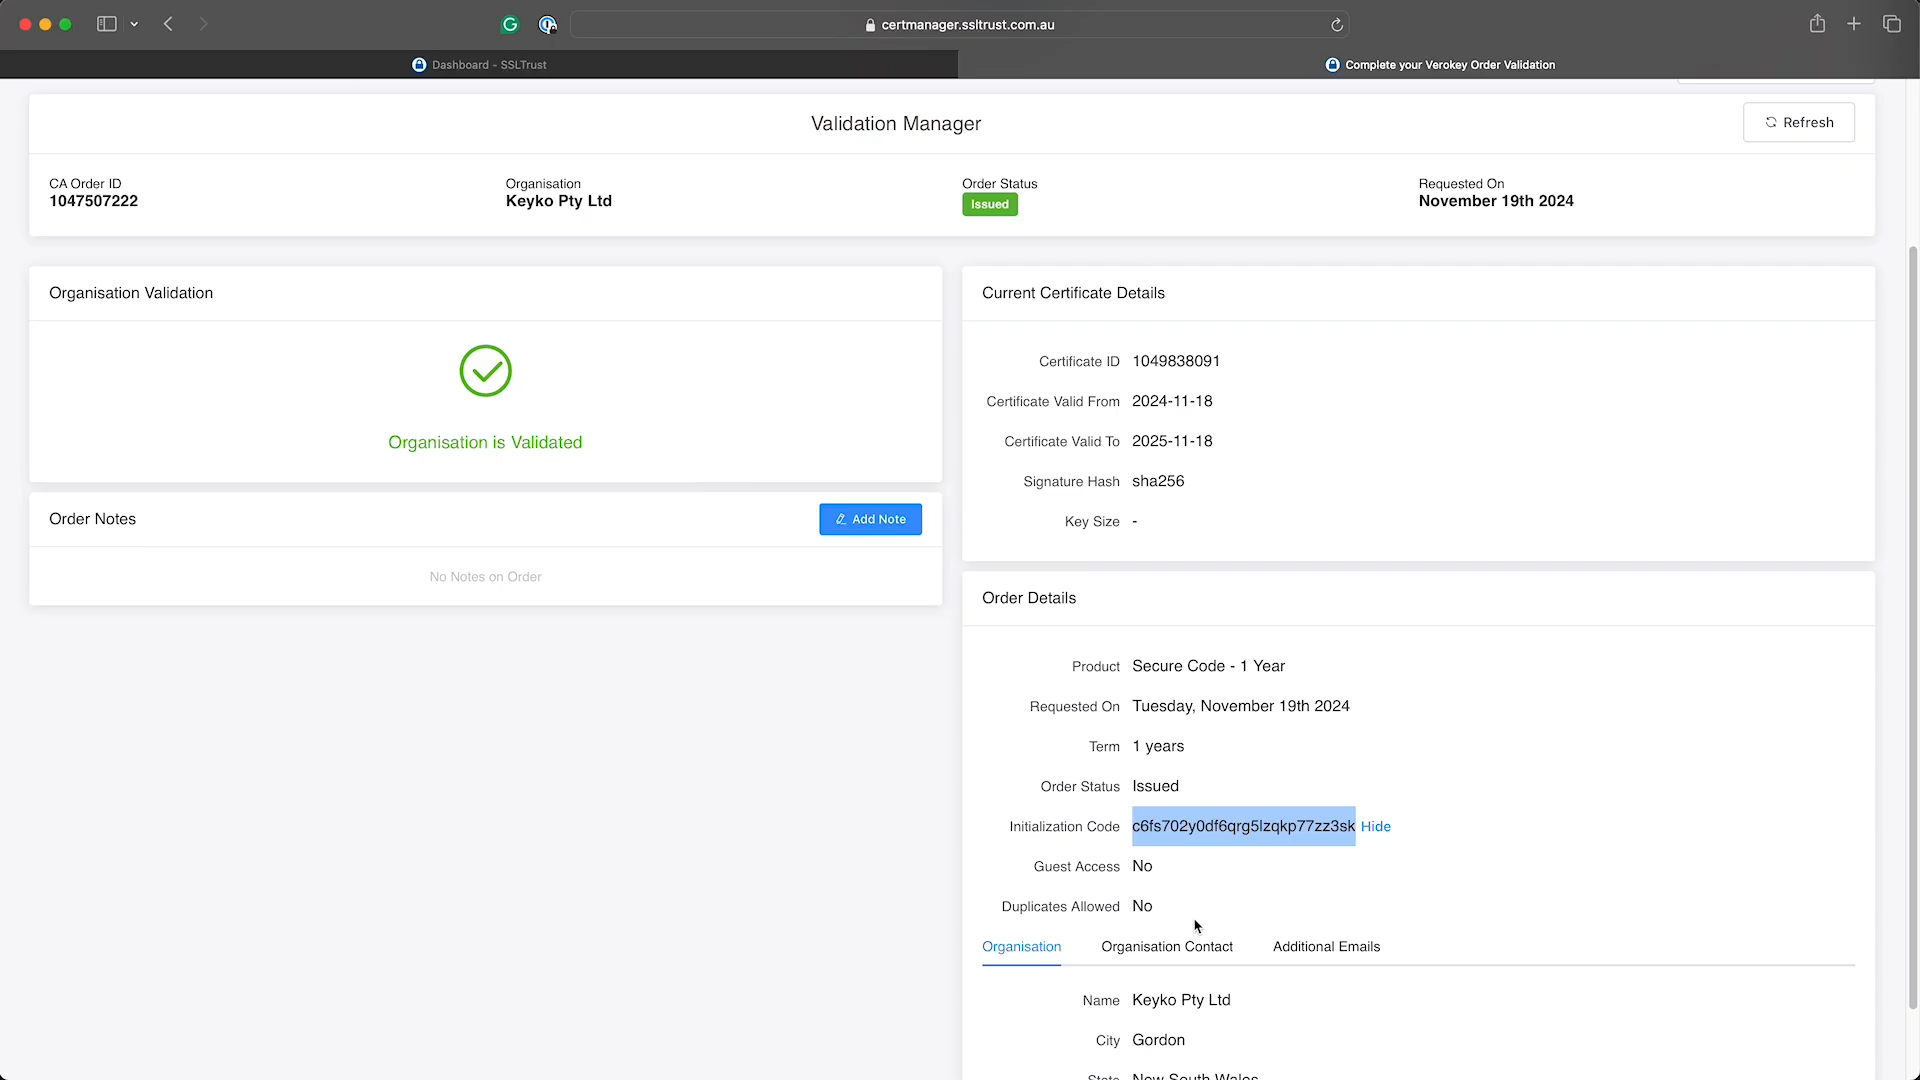 certmanager.ssltrust.com.au
Dashboard - SSLTrust
Complete your Verokey Order Validation
Validation Manager
Refresh
CA Order ID
1047507222
Organisation
Keyko Pty Ltd
Order Status
Issued
Requested On
November 19th 2024
Organisation Validation
Organisation is Validated
Order Notes
Add Note
No Notes on Order
Current Certificate Details
Certificate ID 1049838091
Certificate Valid From 2024-11-18
Certificate Valid To 2025-11-18
Signature Hash sha256
Key Size -
Order Details
Product Secure Code - 1 Year
Requested On Tuesday, November 19th 2024
Term 1 years
Order Status Issued
Initialization Code c6fs702y0df6qrg5lzqkp77zz3sk Hide
Guest Access No
Duplicates Allowed No
Organisation Organisation Contact Additional Emails
Name Keyko Pty Ltd
City Gordon
State New South Wales